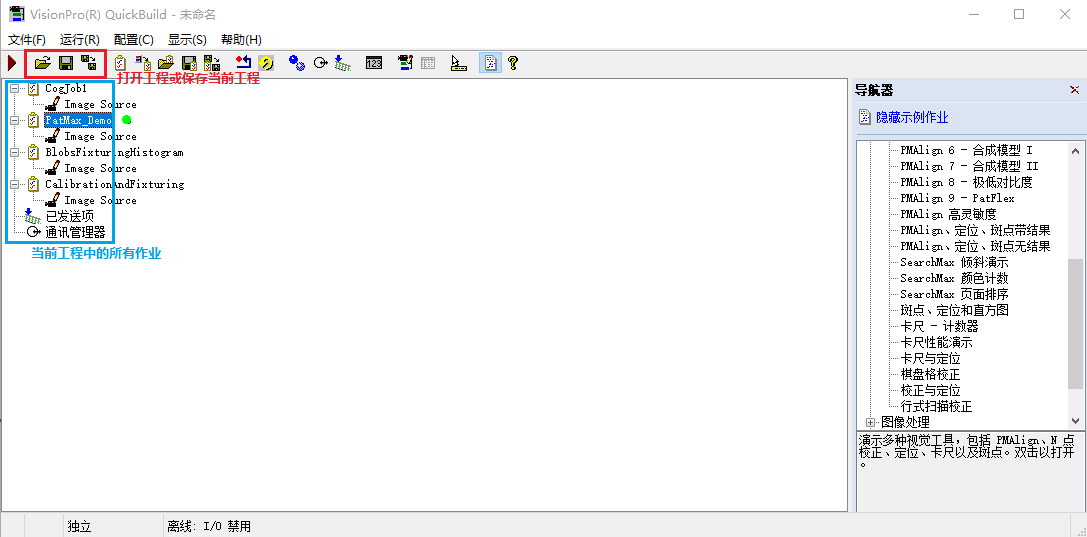 VisionPro(R) QuickBuild - 未命名
文件(F) 运行(R) 配置(C) 显示(S) 帮助(H)
123
打开工程或保存当前工程
CogJob1
Image Source
PatMax_Demo
Image Source
BlobsFixturingHistogram
Image Source
CalibrationAndFixturing
Image Source
已发送项
通讯管理器
当前工程中的所有作业
导航器
隐藏示例作业
PMAlign 6 - 合成模型 I
PMAlign 7 - 合成模型 II
PMAlign 8 - 极低对比度
PMAlign 9 - PatFlex
PMAlign 高灵敏度
PMAlign、定位、斑点带结果
PMAlign、定位、斑点无结果
SearchMax 倾斜演示
SearchMax 颜色计数
SearchMax 页面排序
斑点、定位和直方图
卡尺 - 计数器
卡尺性能演示
卡尺与定位
棋盘格校正
校正与定位
行式扫描校正
图像处理
演示多种视觉工具，包括 PMAlign、N 点
校正、定位、卡尺以及斑点。双击以打开
。
独立 离线: I/O 禁用